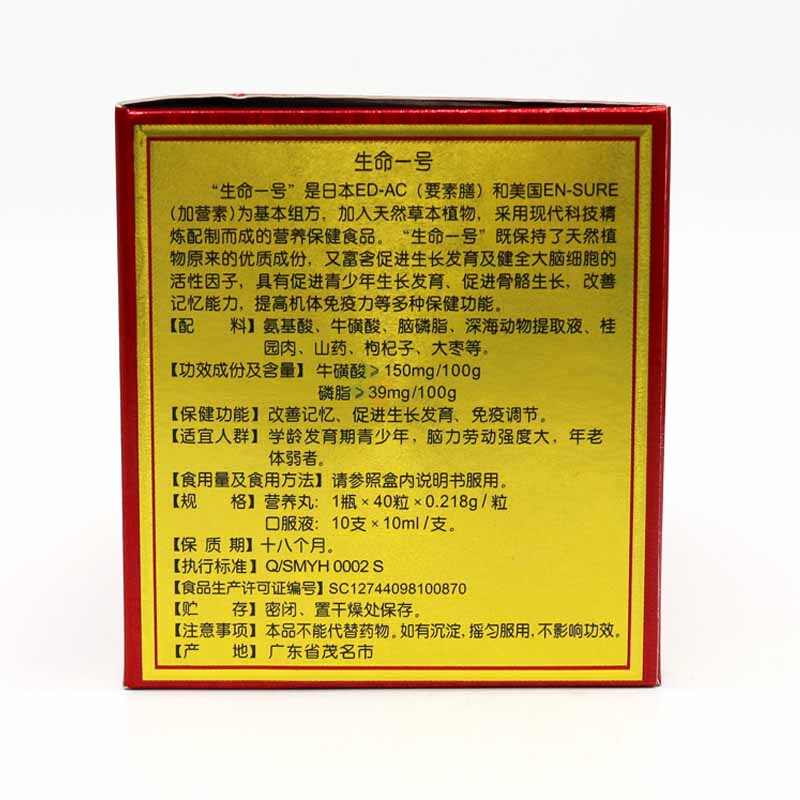 生命一号
“生命一号”是日本ED-AC（要素膳）和美国EN-SURE
(加营素)为基本组方，加入天然草本植物，采用现代科技精
炼配制而成的营养保健食品。“生命一号”既保持了天然植
物原来的优质成份，又富含促进生长发育及健全大脑细胞的
活性因子，具有促进青少年生长发育、促进骨骼生长，改善
记忆能力，提高机体免疫力等多种保健功能。
【配　料】氨基酸、牛磺酸、脑磷脂、深海动物提取液、桂
园肉、山药、枸杞子、大枣等。
【功效成份及含量】牛磺酸≥150mg/100g
磷脂≥39mg/100g
【保健功能】改善记忆、促进生长发育、免疫调节。
【适宜人群】学龄发育期青少年，脑力劳动强度大，年老
体弱者。
【食用量及食用方法】请参照盒内说明书服用。
【规　格】营养丸：1瓶×40粒×0.218g/粒
口服液：10支×10ml/支。
【保 质 期】十八个月。
【执行标准】Q/SMYH 0002 S
【食品生产许可证编号】SC12744098100870
【贮　存】密闭、置干燥处保存。
【注意事项】本品不能代替药物。如有沉淀，摇匀服用，不影响功效。
【产　地】广东省茂名市